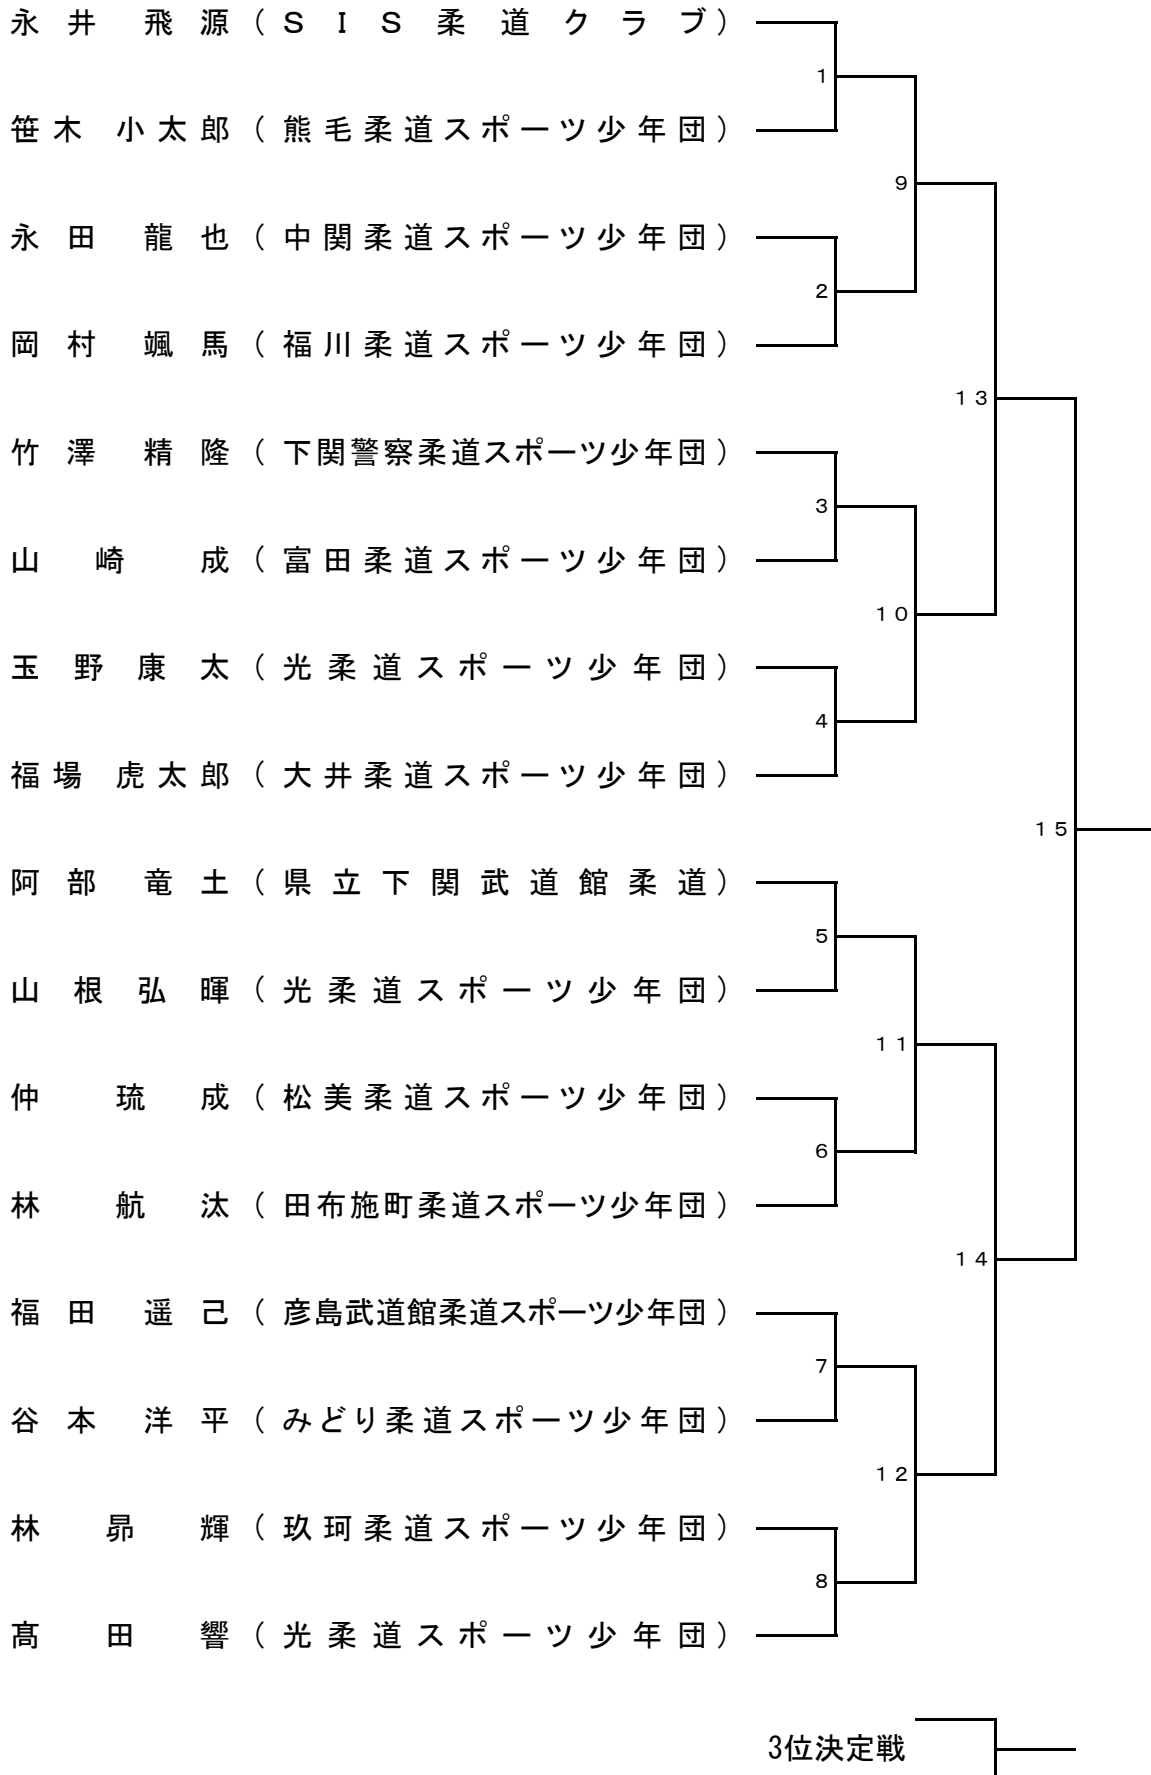 永井 飛源（SIS柔道クラブ）
1
笹木 小太郎（熊毛柔道スポーツ少年団）
9
永田 龍也（中関柔道スポーツ少年団）
2
岡村 颯馬（福川柔道スポーツ少年団）
13
竹澤 精隆（下関警察柔道スポーツ少年団）
3
山崎 成（富田柔道スポーツ少年団）
10
玉野 康太（光柔道スポーツ少年団）
4
福場 虎太郎（大井柔道スポーツ少年団）
15
阿部 竜土（県立下関武道館柔道）
5
山根 弘暉（光柔道スポーツ少年団）
11
仲 琉成（松美柔道スポーツ少年団）
6
林 航汰（田布施町柔道スポーツ少年団）
14
福田 遥己（彦島武道館柔道スポーツ少年団）
7
谷本 洋平（みどり柔道スポーツ少年団）
12
林 昴輝（玖珂柔道スポーツ少年団）
8
髙田 響（光柔道スポーツ少年団）
3位決定戦